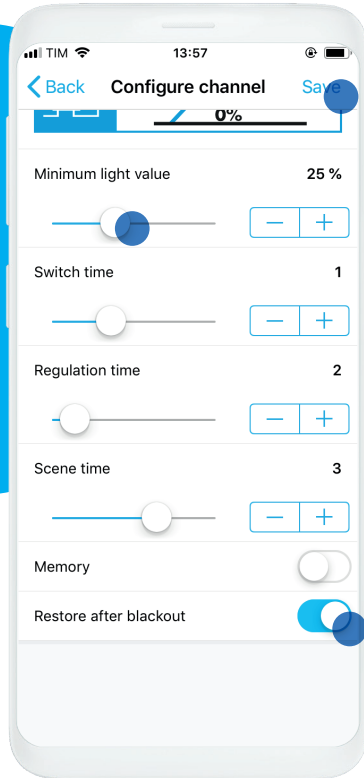 TIM 13:57
Back Configure channel Save
0%
Minimum light value 25 %
Switch time 1
Regulation time 2
Scene time 3
Memory
Restore after blackout